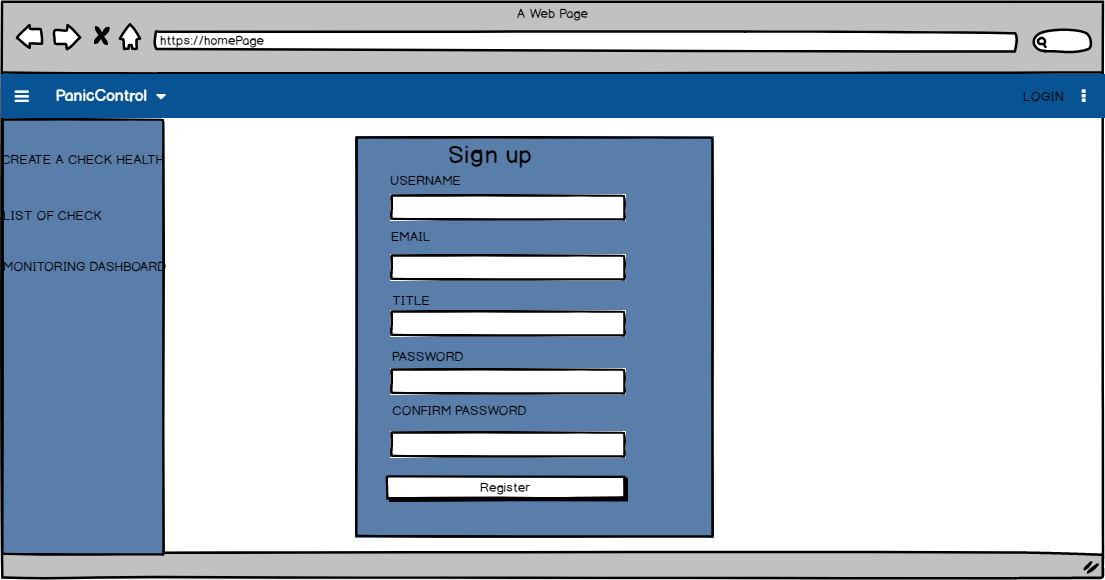 A Web Page
https://homePage
PanicControl
LOGIN
CREATE A CHECK HEALTH
LIST OF CHECK
MONITORING DASHBOARD
Sign up
USERNAME
EMAIL
TITLE
PASSWORD
CONFIRM PASSWORD
Register